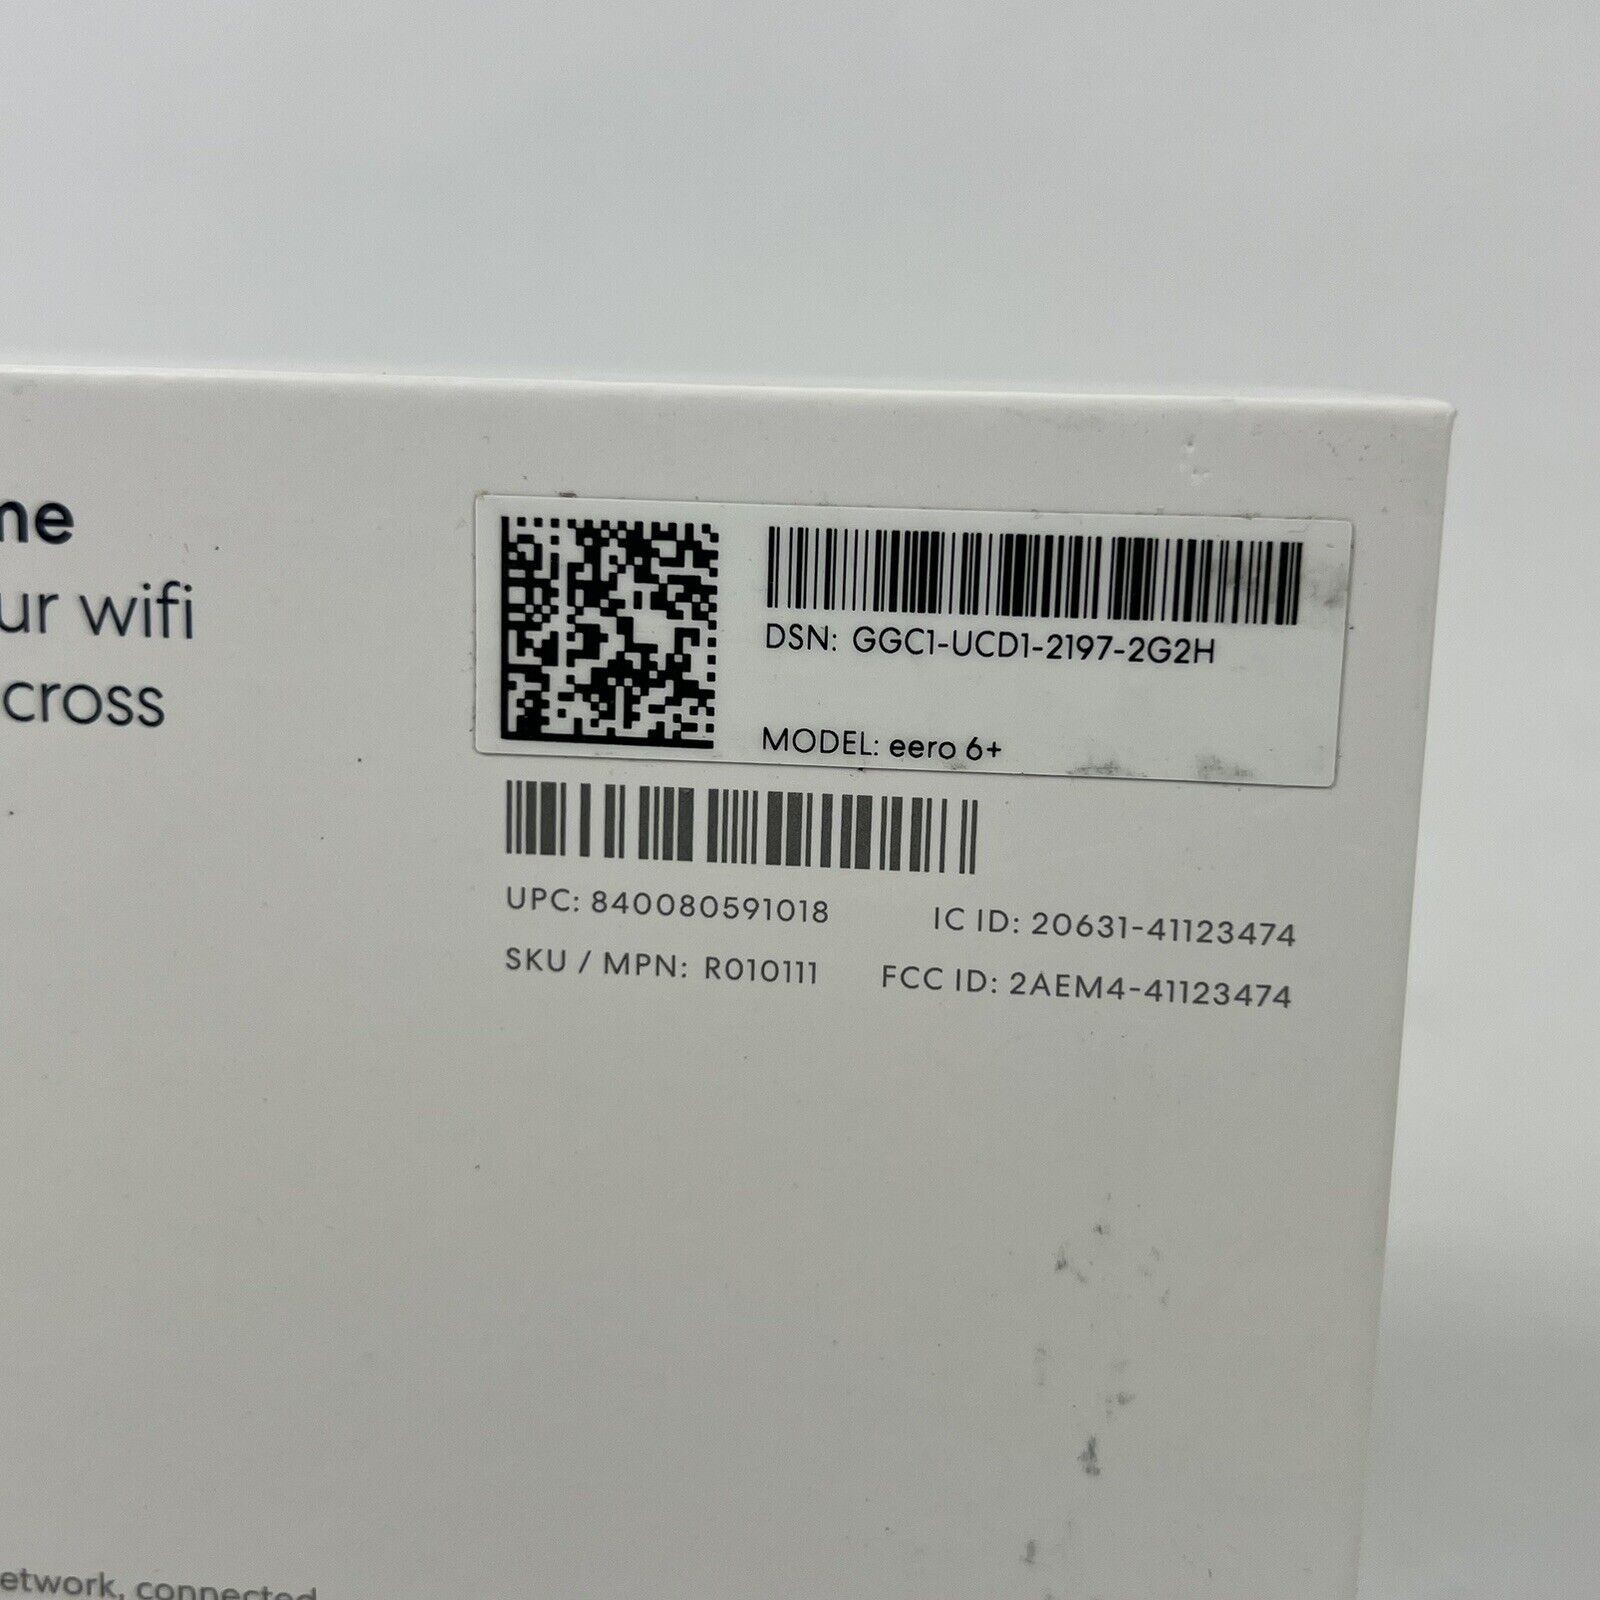 me
ur wifi
cross
DSN: GGC1-UCD1-2197-2G2H
MODEL: eero 6+
UPC: 840080591018
IC ID: 20631-41123474
SKU / MPN: R010111
FCC ID: 2AEM4-41123474
etwork, connected